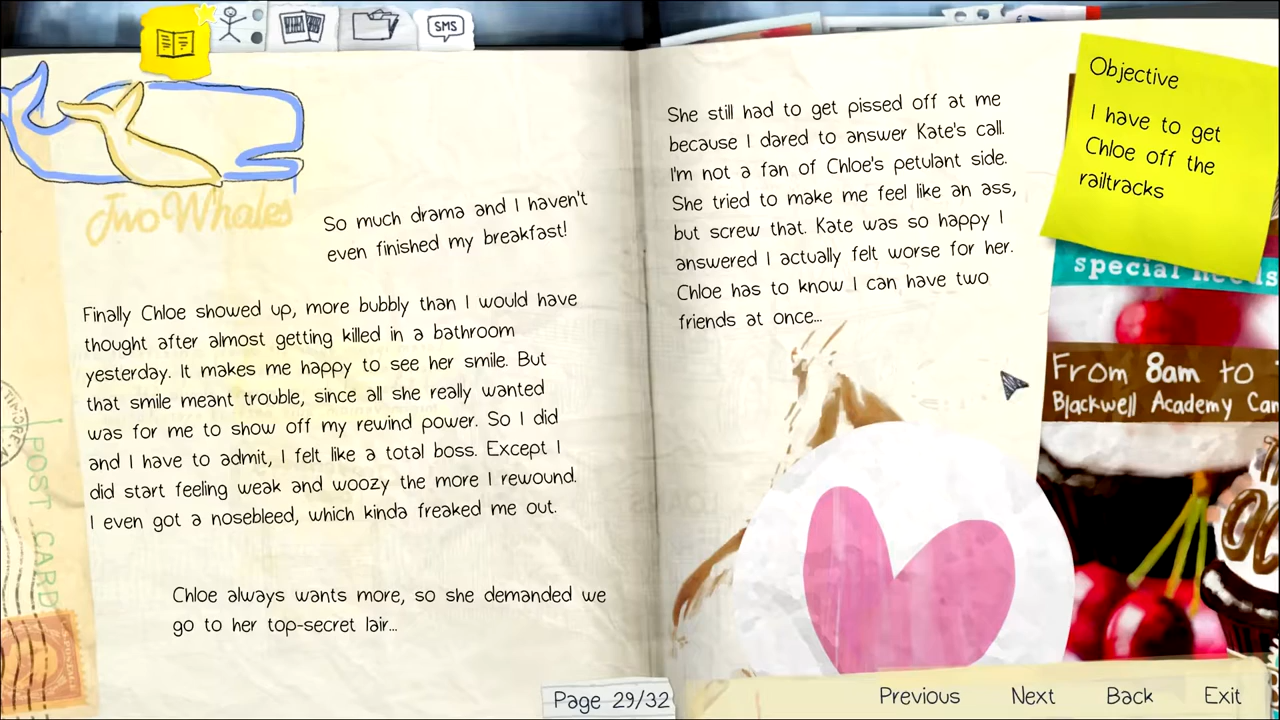 SMS
Two Whales
So much drama and I haven't
even finished my breakfast!
Finally Chloe showed up, more bubbly than I would have
thought after almost getting killed in a bathroom
yesterday. It makes me happy to see her smile. But
that smile meant trouble, since all she really wanted
was for me to show off my rewind power. So I did
and I have to admit, I felt like a total boss. Except I
did start feeling weak and woozy the more I rewound.
I even got a nosebleed, which kinda freaked me out.
Chloe always wants more, so she demanded we
go to her top-secret lair...
POST CARD
She still had to get pissed off at me
because I dared to answer Kate's call.
I'm not a fan of Chloe's petulant side.
She tried to make me feel like an ass,
but screw that. Kate was so happy I
answered I actually felt worse for her.
Chloe has to know I can have two
friends at once...
Objective
I have to get
Chloe off the
railtracks
special needs
From 8am to
Blackwell Academy Cam
Page 29/32
Previous Next Back Exit